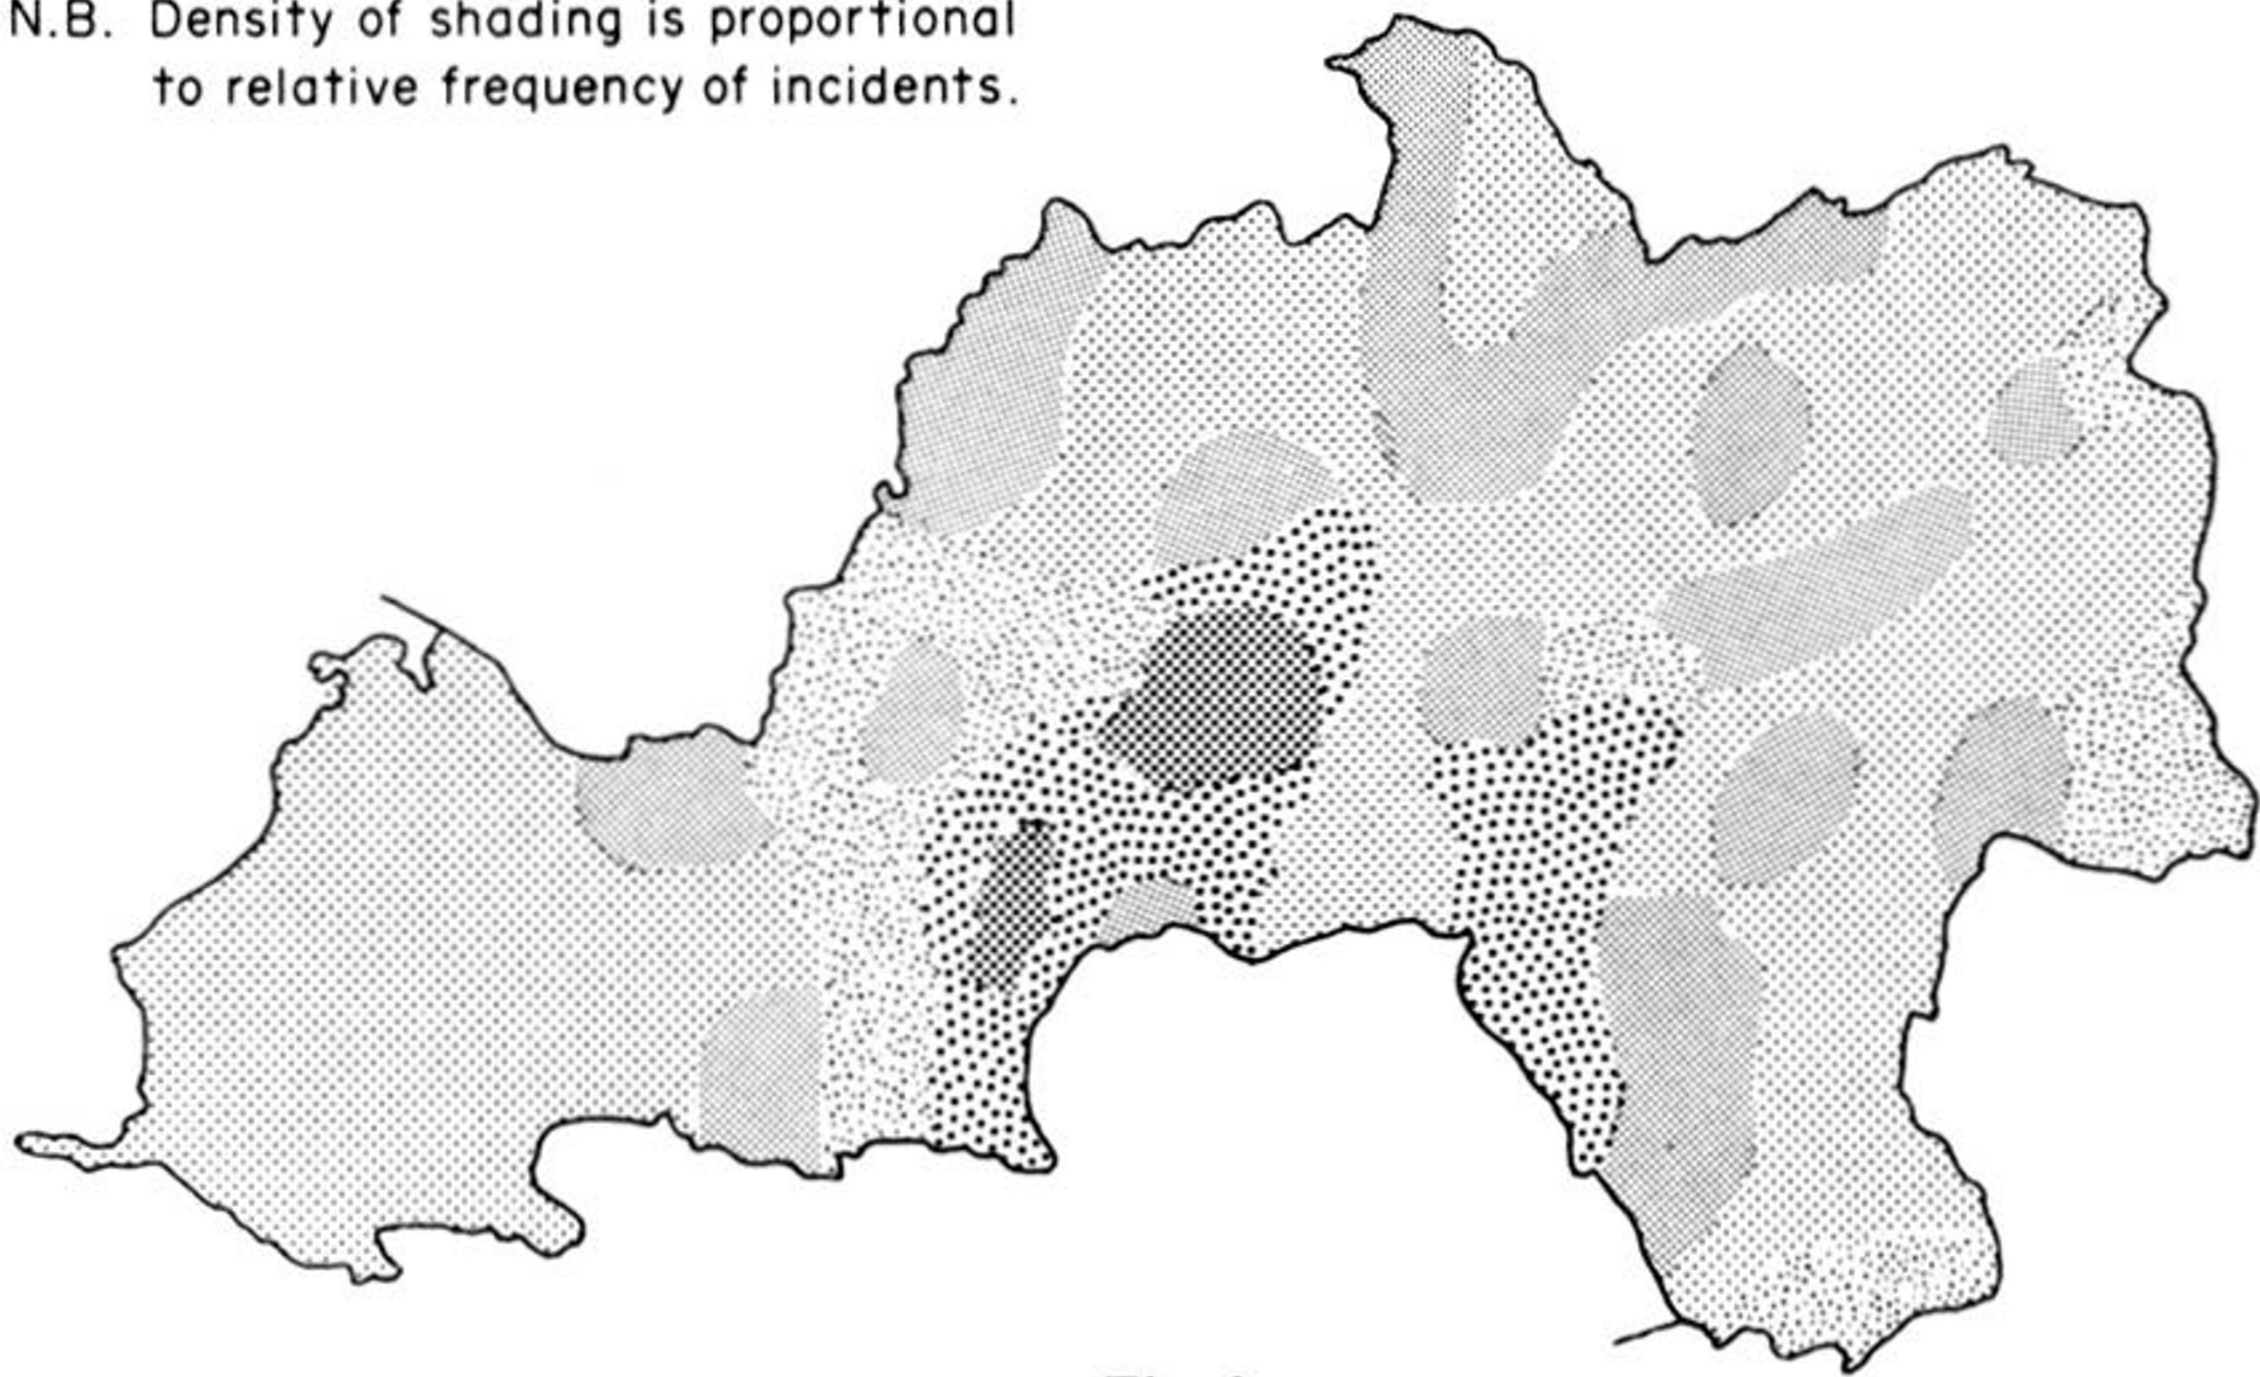 N.B. Density of shading is proportional
to relative frequency of incidents.